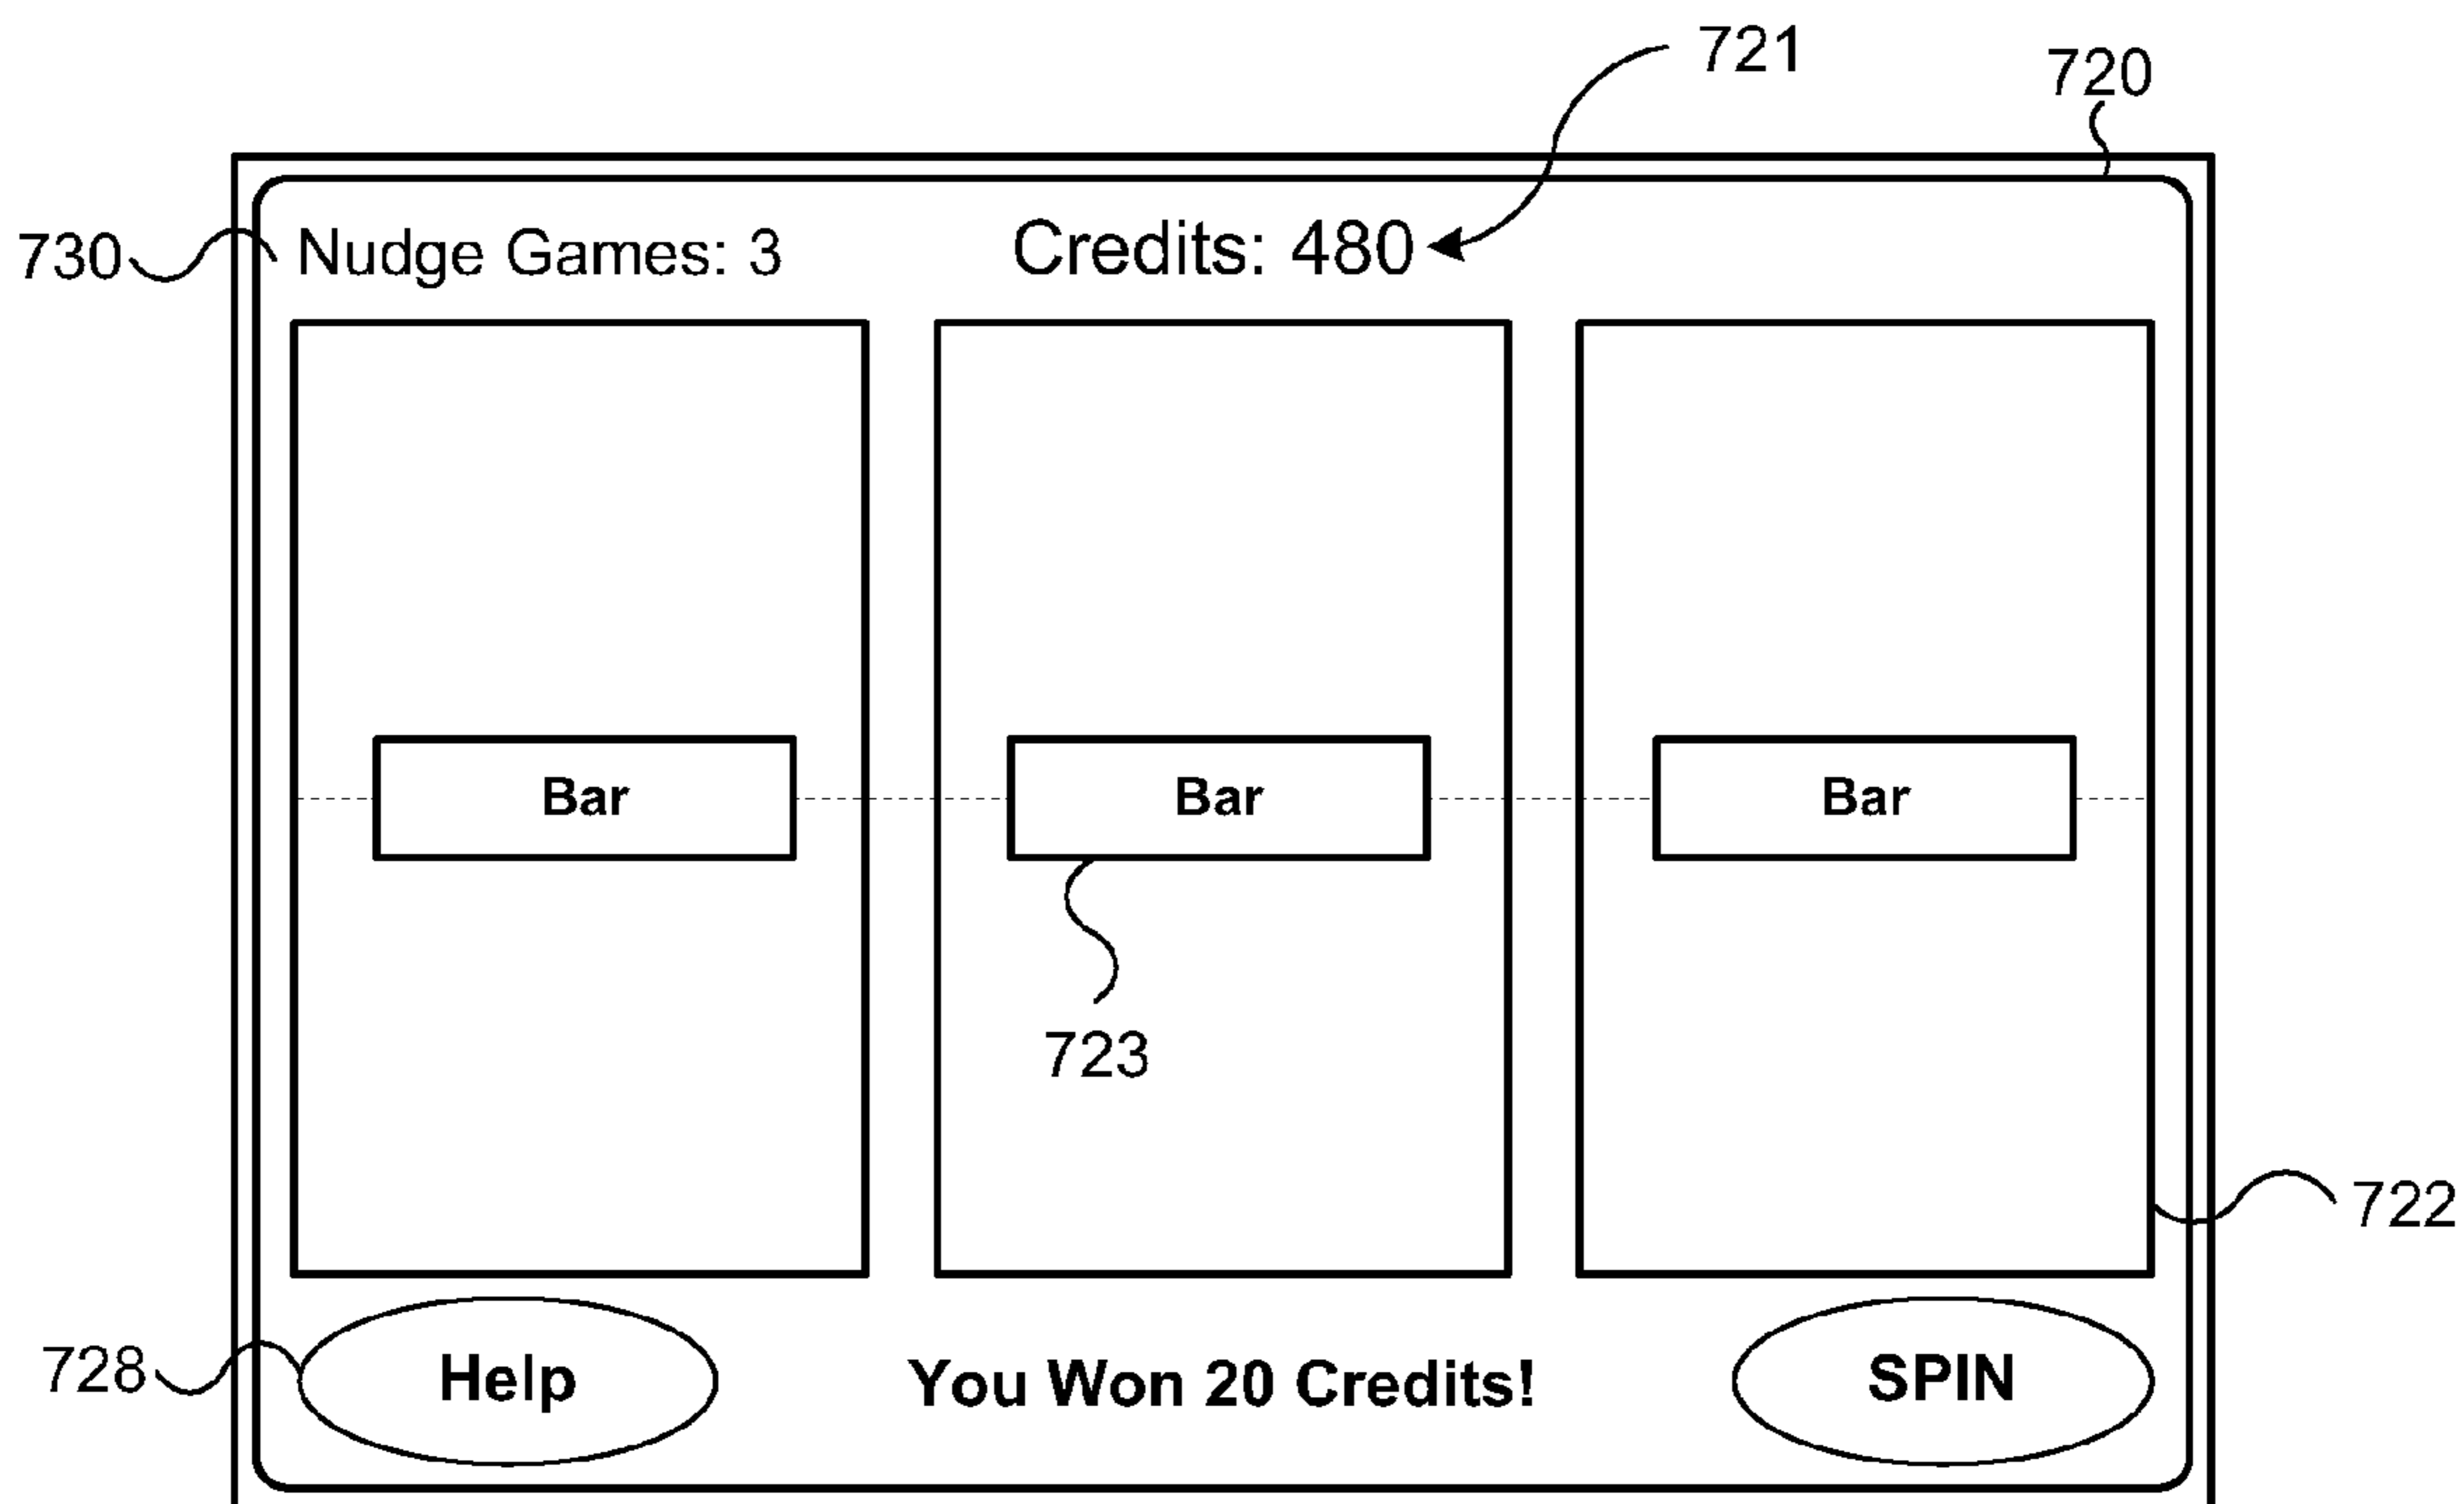 721
720
730 Nudge Games: 3 Credits: 480
Bar Bar Bar
723
722
728 Help You Won 20 Credits! SPIN